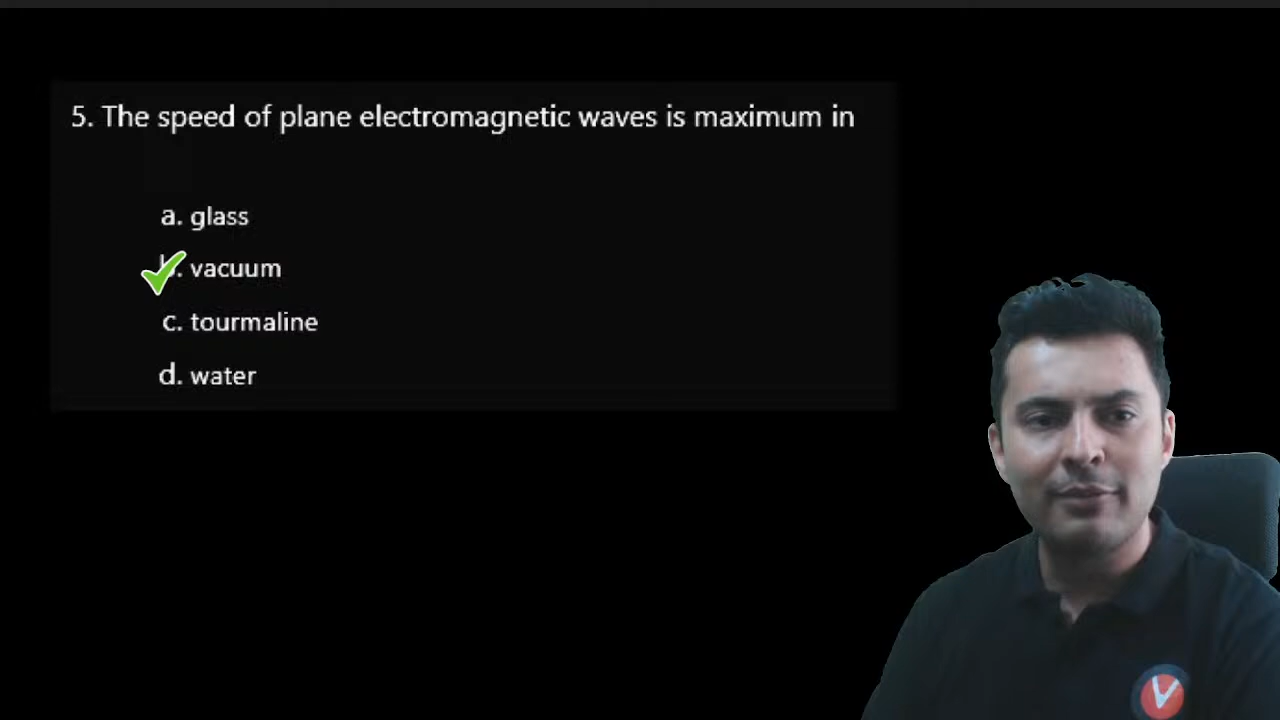 5. The speed of plane electromagnetic waves is maximum in
a. glass
b. vacuum
c. tourmaline
d. water
V